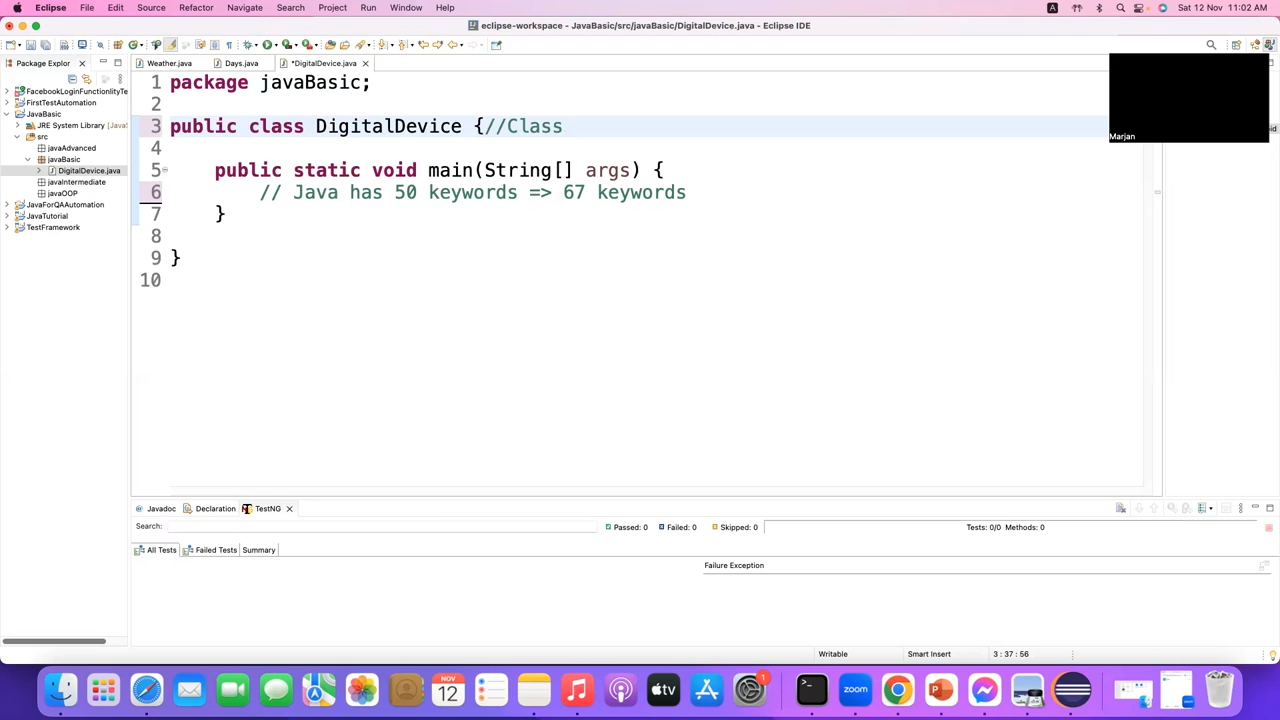 Eclipse File Edit Source Refactor Navigate Search Project Run Window Help
A
Sat 12 Nov 11:02 AM
eclipse-workspace - JavaBasic/src/javaBasic/DigitalDevice.java - Eclipse IDE
Package Explor
Weather.java
Days.java
*DigitalDevice.java
FacebookLoginFunctionlityTe
FirstTestAutomation
JavaBasic
JRE System Library [Java
src
javaAdvanced
javaBasic
DigitalDevice.java
javaIntermediate
javaOOP
JavaForQAAutomation
JavaTutorial
TestFramework
1 package javaBasic;
2
3 public class DigitalDevice {//Class
4
5 public static void main(String[] args) {
6 // Java has 50 keywords => 67 keywords
7 }
8
9 }
10
Marjan
@ Javadoc
Declaration
TestNG
Search:
Passed: 0
Failed: 0
Skipped: 0
Tests: 0/0 Methods: 0
All Tests
Failed Tests
Summary
Failure Exception
Writable
Smart Insert
3 : 37 : 56
NOV
12
tv
zoom
1